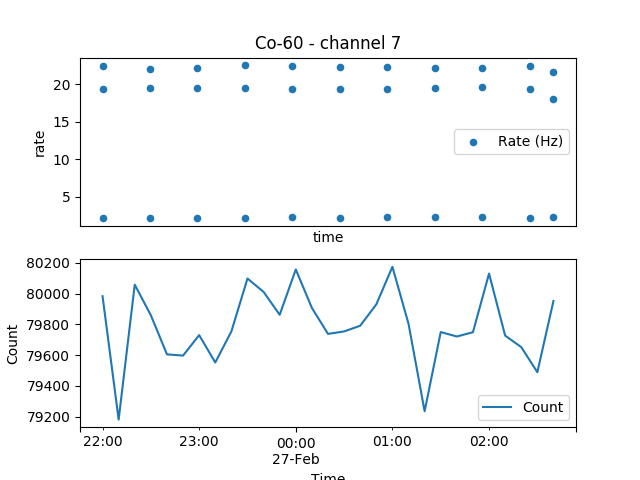 Co-60 - channel 7
20
15
10
5
rate
Rate (Hz)
time
80200
80000
79800
79600
79400
79200
Count
Count
22:00 23:00 00:00 01:00 02:00
27-Feb
Time